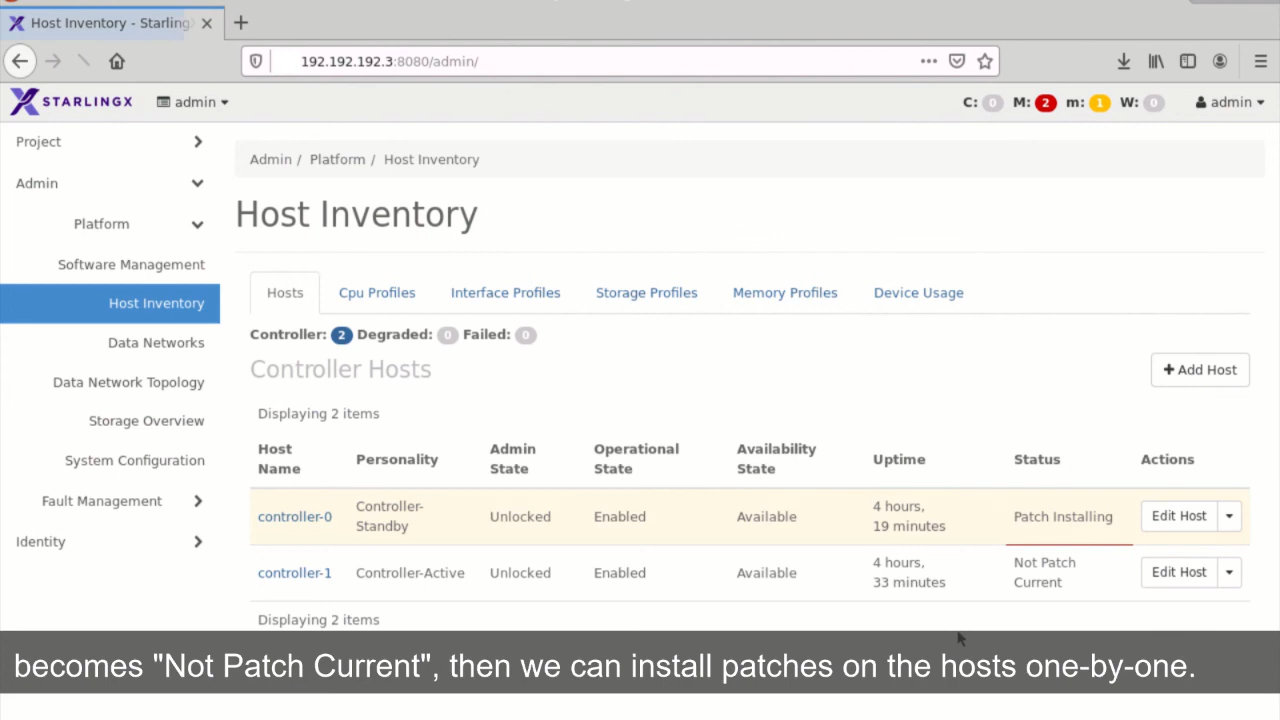 Host Inventory - Starling
192.192.192.3:8080/admin/
STARLINGX admin C: 0 M: 2 m: 1 W: 0 admin
Project
Admin
Platform
Software Management
Host Inventory
Data Networks
Data Network Topology
Storage Overview
System Configuration
Fault Management
Identity
Admin / Platform / Host Inventory
Host Inventory
Hosts Cpu Profiles Interface Profiles Storage Profiles Memory Profiles Device Usage
Controller: 2 Degraded: 0 Failed: 0
Controller Hosts
+ Add Host
Displaying 2 items
Host Name Personality Admin State Operational State Availability State Uptime Status Actions
controller-0 Controller-Standby Unlocked Enabled Available 4 hours, 19 minutes Patch Installing Edit Host
controller-1 Controller-Active Unlocked Enabled Available 4 hours, 33 minutes Not Patch Current Edit Host
Displaying 2 items
becomes "Not Patch Current", then we can install patches on the hosts one-by-one.